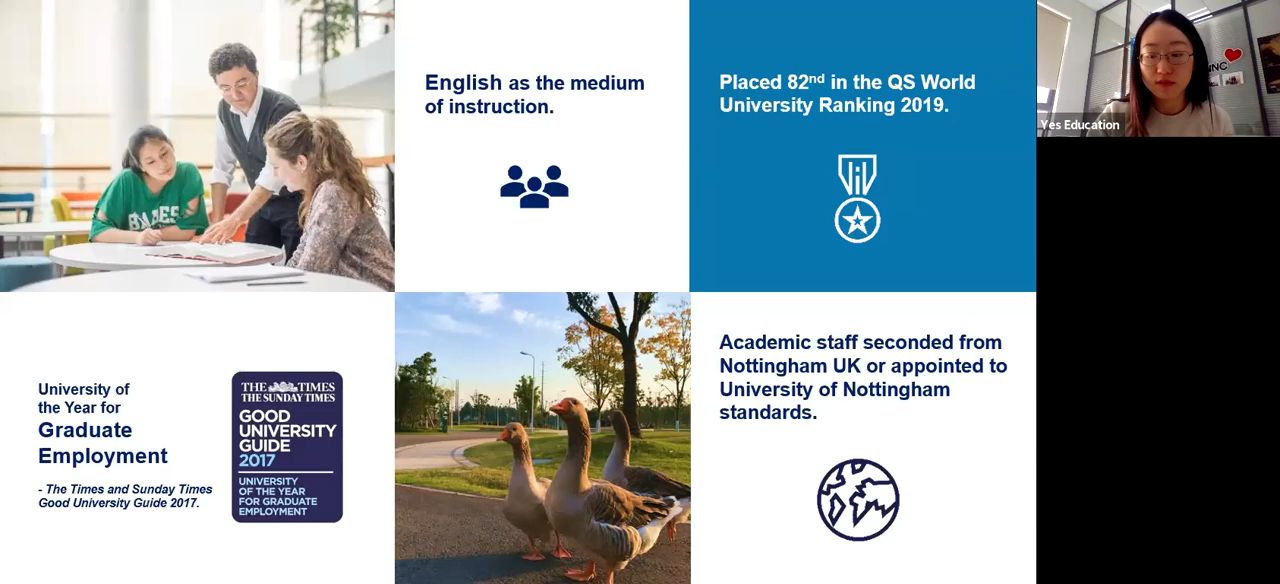 English as the medium
of instruction.
Placed 82nd in the QS World
University Ranking 2019.
Yes Education
University of
the Year for
Graduate
Employment
- The Times and Sunday Times
Good University Guide 2017.
THE TIMES
THE SUNDAY TIMES
GOOD
UNIVERSITY
GUIDE
2017
UNIVERSITY
OF THE YEAR
FOR GRADUATE
EMPLOYMENT
Academic staff seconded from
Nottingham UK or appointed to
University of Nottingham
standards.